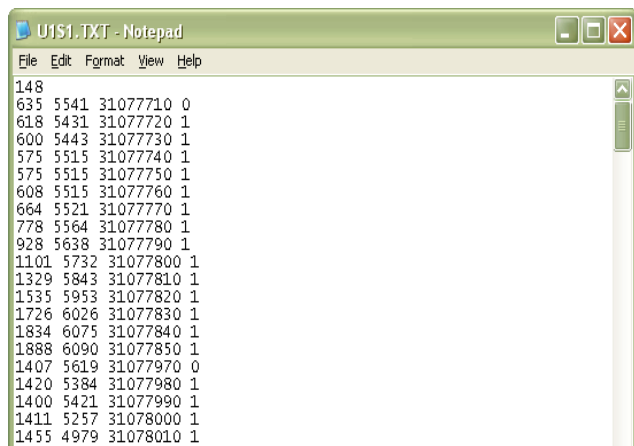 U1S1.TXT - Notepad
File Edit Format View Help
148
635 5541 31077710 0
618 5431 31077720 1
600 5443 31077730 1
575 5515 31077740 1
575 5515 31077750 1
608 5515 31077760 1
664 5521 31077770 1
778 5564 31077780 1
928 5638 31077790 1
1101 5732 31077800 1
1329 5843 31077810 1
1535 5953 31077820 1
1726 6026 31077830 1
1834 6075 31077840 1
1888 6090 31077850 1
1407 5619 31077970 0
1420 5384 31077980 1
1400 5421 31077990 1
1411 5257 31078000 1
1455 4979 31078010 1